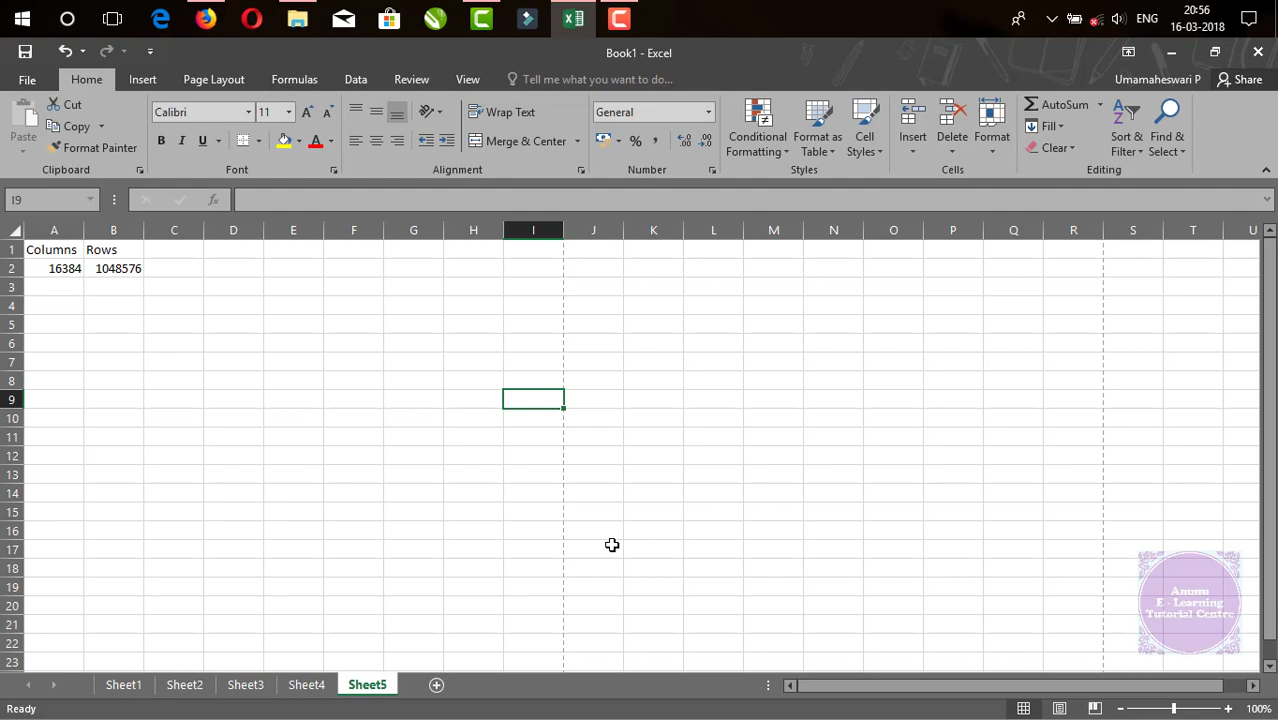 ENG
20:56
16-03-2018
Book1 - Excel
File Home Insert Page Layout Formulas Data Review View Tell me what you want to do... Umamaheswari P Share
Paste
Cut
Copy
Format Painter
Clipboard
Calibri 11
B I U
A A A
Font
Wrap Text
Merge & Center
Alignment
General
% ,
.0 .00
.00 .0
Number
Conditional Formatting
Format as Table
Cell Styles
Styles
Insert
Delete
Format
Cells
AutoSum
Fill
Clear
Sort & Filter
Find & Select
Editing
I9 fx
A B C D E F G H I J K L M N O P Q R S T U
1 Columns Rows
2 16384 1048576
3
4
5
6
7
8
9
10
11
12
13
14
15
16
17
18
19
20
21
22
23
Anumu
E - Learning
Tutorial Centre
Sheet1 Sheet2 Sheet3 Sheet4 Sheet5
Ready 100%